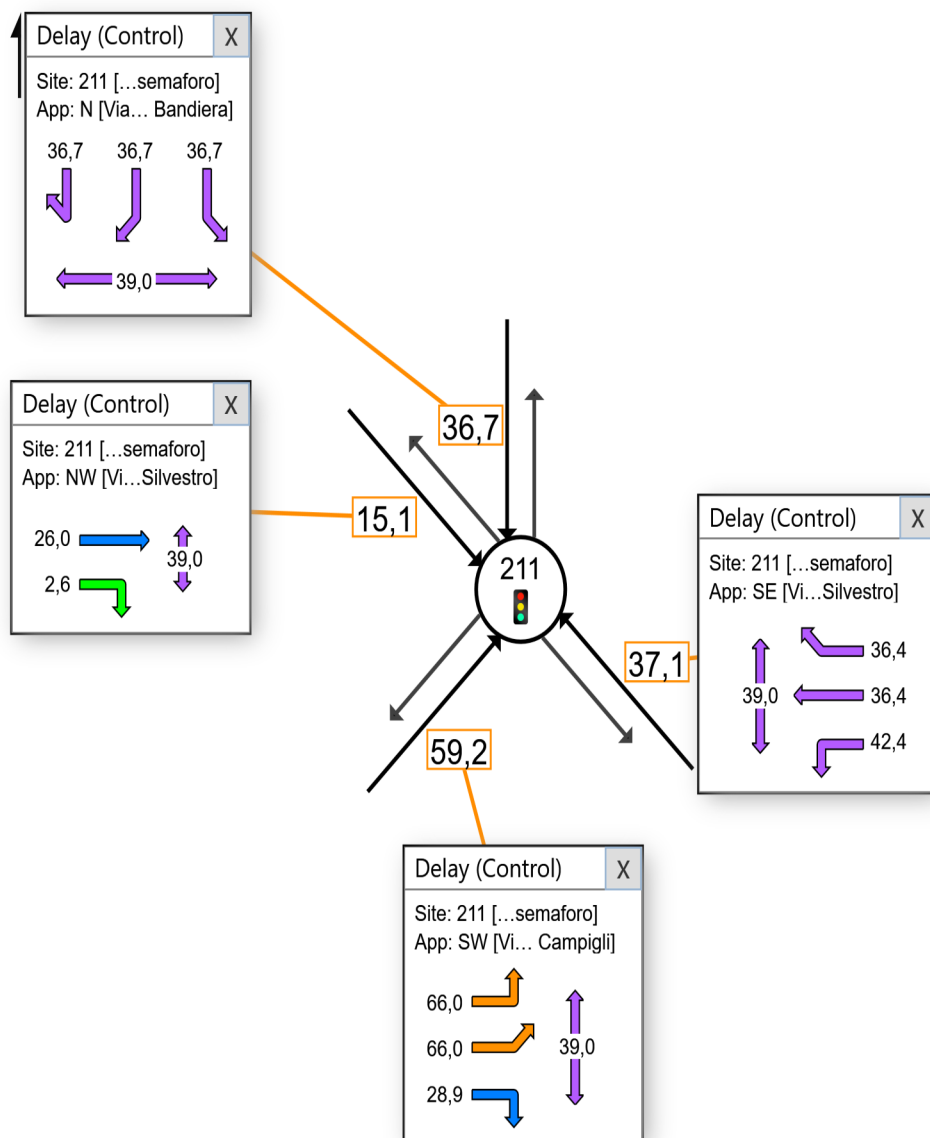 Delay (Control) X
Site: 211 [...semaforo]
App: N [Via... Bandiera]
36,7 36,7 36,7
39,0
Delay (Control) X
Site: 211 [...semaforo]
App: NW [Vi...Silvestro]
26,0
39,0
2,6
36,7
15,1
211
37,1
59,2
Delay (Control) X
Site: 211 [...semaforo]
App: SE [Vi...Silvestro]
36,4
39,0 36,4
42,4
Delay (Control) X
Site: 211 [...semaforo]
App: SW [Vi... Campigli]
66,0
66,0 39,0
28,9